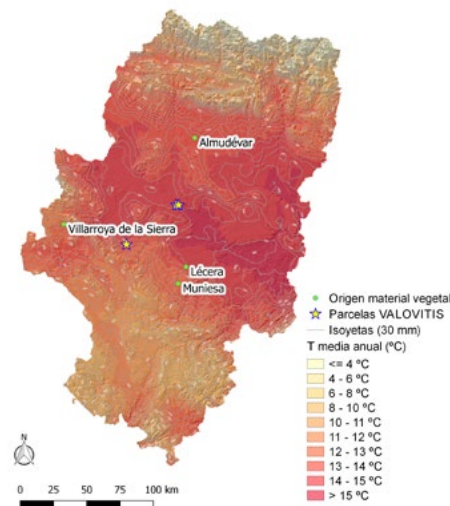 Almudévar
Villarroya de la Sierra
Lécera
Muniesa
Origen material vegetal
Parcelas VALOVITIS
Isoyetas (30 mm)
T media anual (ºC)
<= 4 ºC
4 - 6 ºC
6 - 8 ºC
8 - 10 ºC
10 - 11 ºC
11 - 12 ºC
12 - 13 ºC
13 - 14 ºC
14 - 15 ºC
> 15 ºC
N
0 25 50 75 100 km